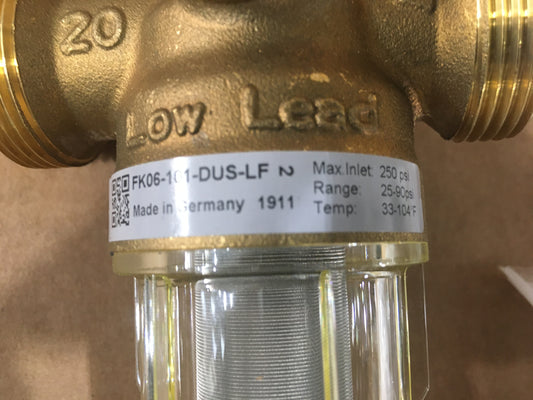 20
Low Lead
FK06-101-DUS-LF 2
Made in Germany 1911
Max.Inlet: 250 psi
Range: 25-90psi
Temp: 33-104°F